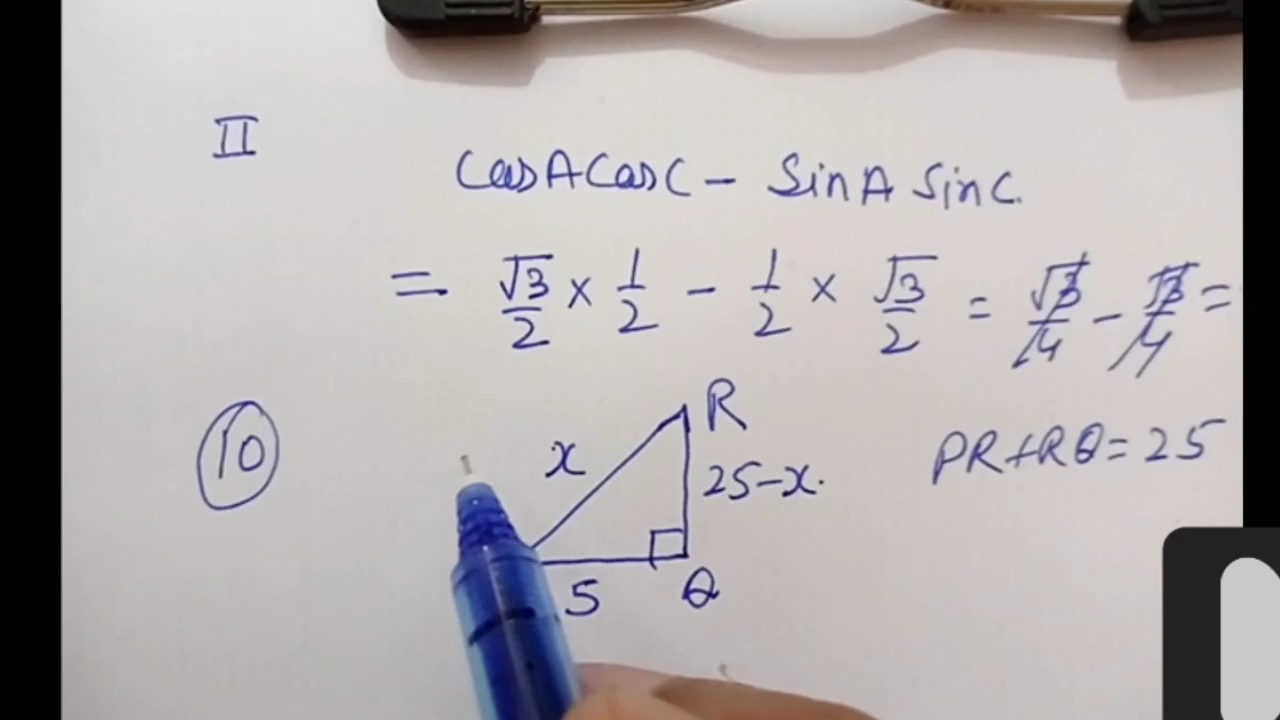 II
CosACosC - SinA SinC.
= √3/2 × 1/2 - 1/2 × √3/2 = √3/4 - √3/4 =
10
R
x
25-x.
PR+RQ=25
5
Q